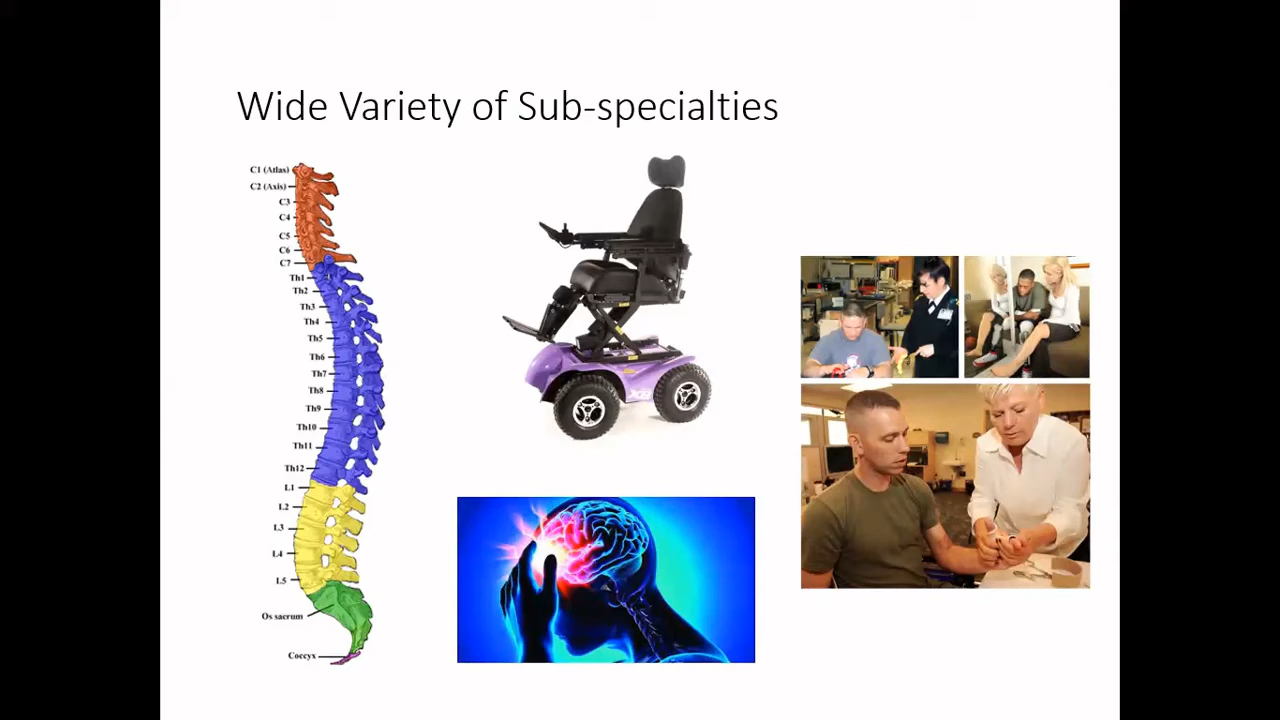 Wide Variety of Sub-specialties
C1 (Atlas)
C2 (Axis)
C3
C4
C5
C6
C7
Th1
Th2
Th3
Th4
Th5
Th6
Th7
Th8
Th9
Th10
Th11
Th12
L1
L2
L3
L4
L5
Os sacrum
Coccyx